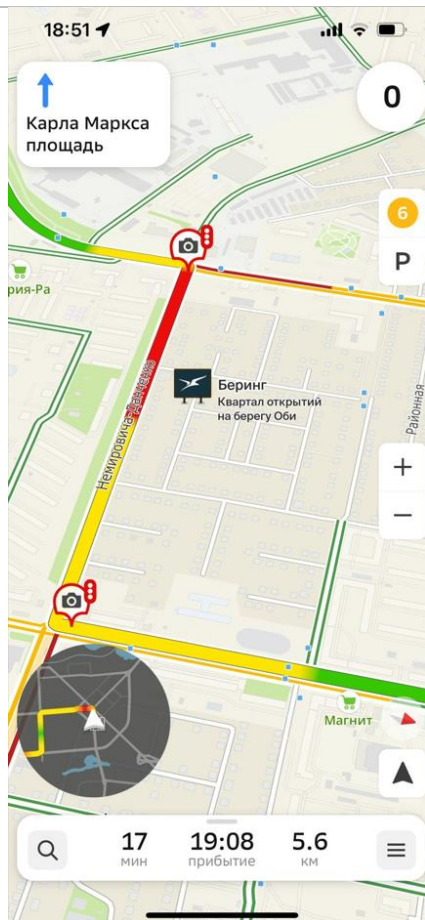 18:51
Карла Маркса
площадь
0
6
P
рия-Ра
Немировича-Данченко
Беринг
Квартал открытий
на берегу Оби
Районная
+
−
Магнит
17
мин
19:08
прибытие
5.6
км